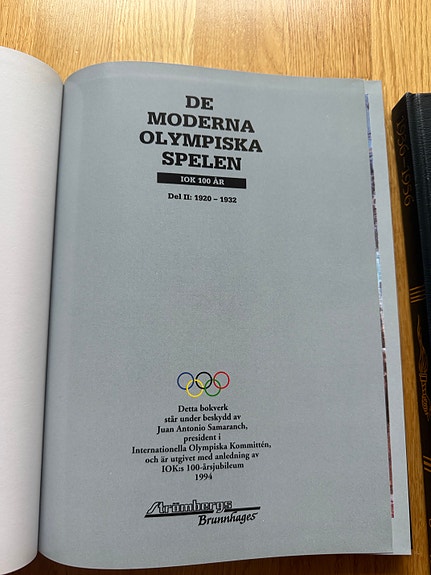 DE
MODERNA
OLYMPISKA
SPELEN
IOK 100 ÅR
Del II: 1920 – 1932
Detta bokverk
står under beskydd av
Juan Antonio Samaranch,
president i
Internationella Olympiska Kommittén,
och är utgivet med anledning av
IOK:s 100-årsjubileum
1994
Strömbergs
Brunnhages